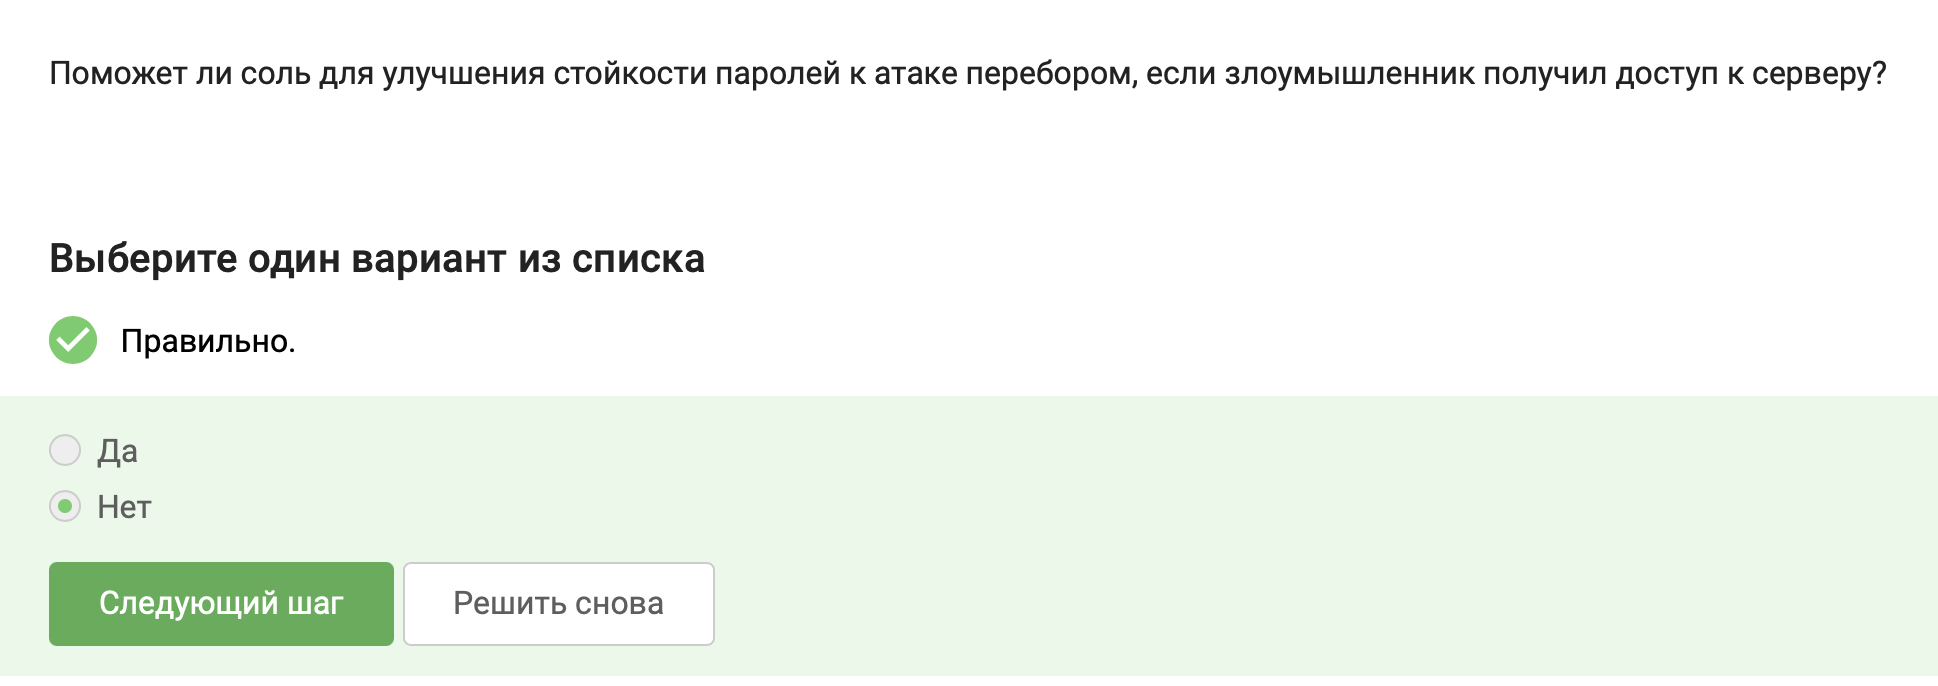 Поможет ли соль для улучшения стойкости паролей к атаке перебором, если злоумышленник получил доступ к серверу?
Выберите один вариант из списка
Правильно.
Да
Нет
Следующий шаг
Решить снова